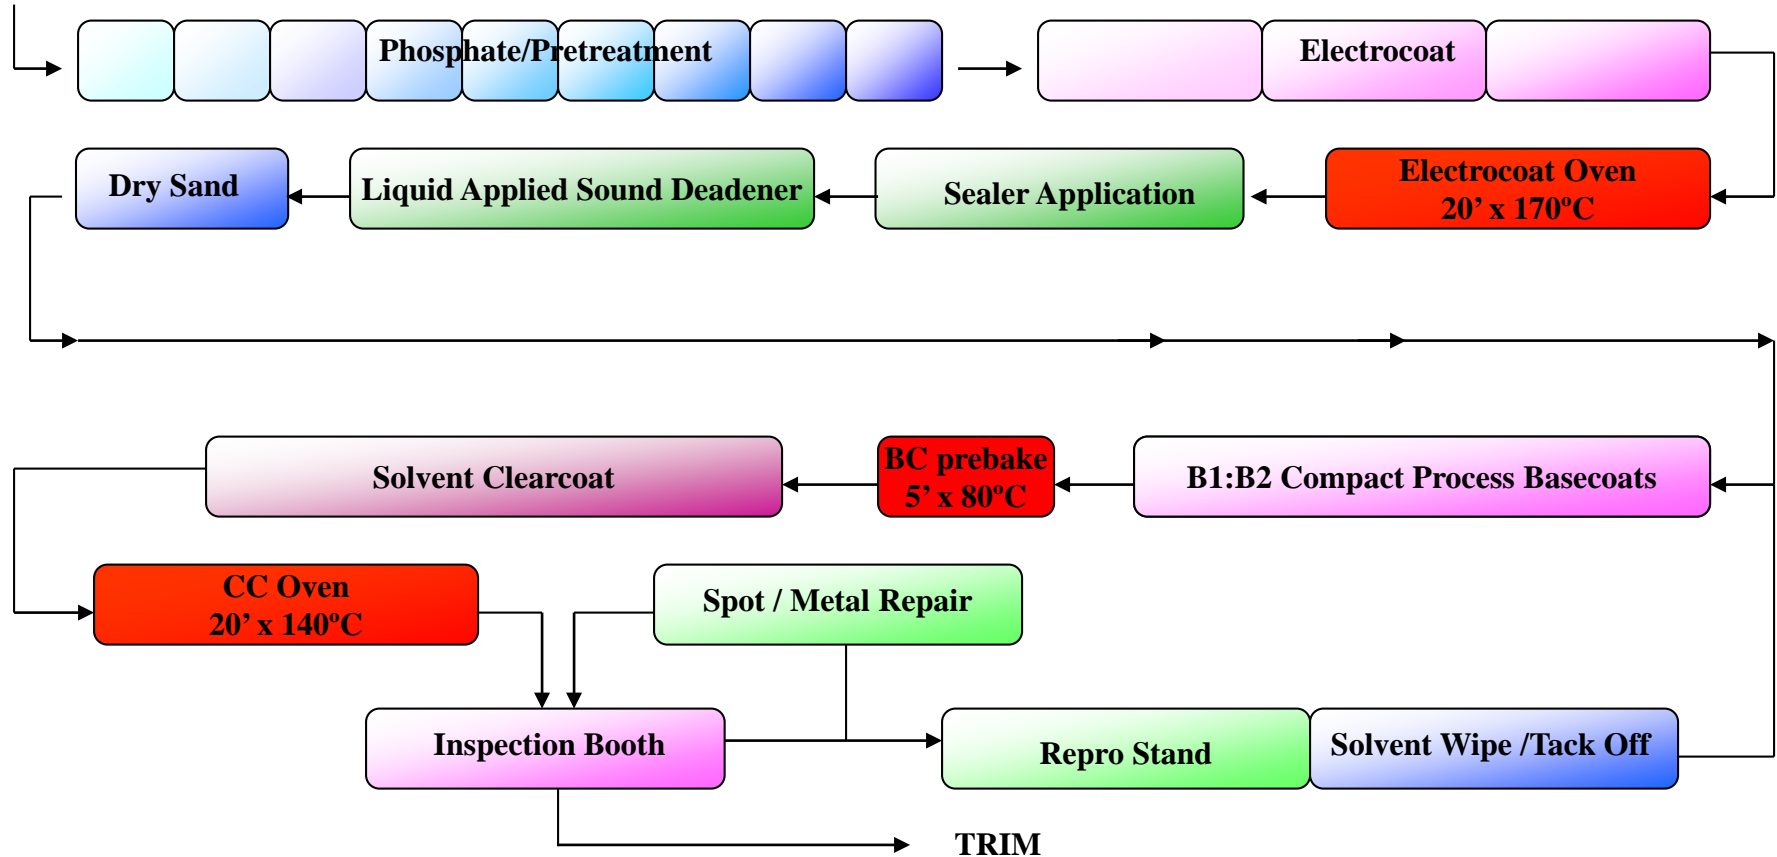 Phosphate/Pretreatment
Electrocoat
Dry Sand
Liquid Applied Sound Deadener
Sealer Application
Electrocoat Oven
20’ x 170ºC
Solvent Clearcoat
BC prebake
5’ x 80ºC
B1:B2 Compact Process Basecoats
CC Oven
20’ x 140ºC
Spot / Metal Repair
Inspection Booth
Repro Stand
Solvent Wipe /Tack Off
TRIM